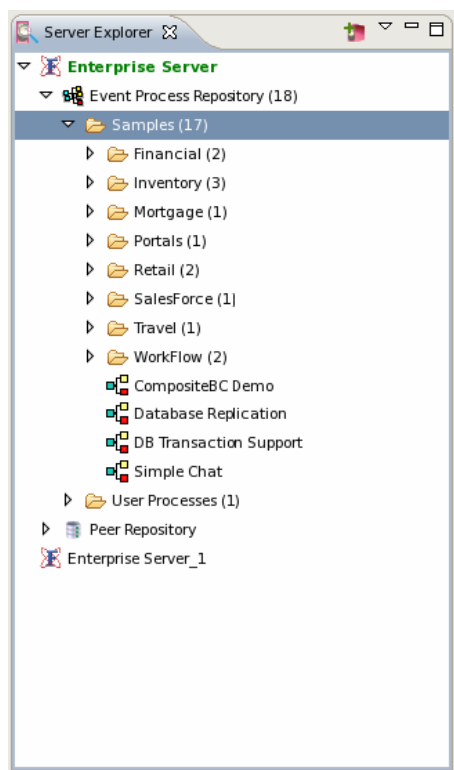 Server Explorer
Enterprise Server
Event Process Repository (18)
Samples (17)
Financial (2)
Inventory (3)
Mortgage (1)
Portals (1)
Retail (2)
SalesForce (1)
Travel (1)
WorkFlow (2)
CompositeBC Demo
Database Replication
DB Transaction Support
Simple Chat
User Processes (1)
Peer Repository
Enterprise Server_1